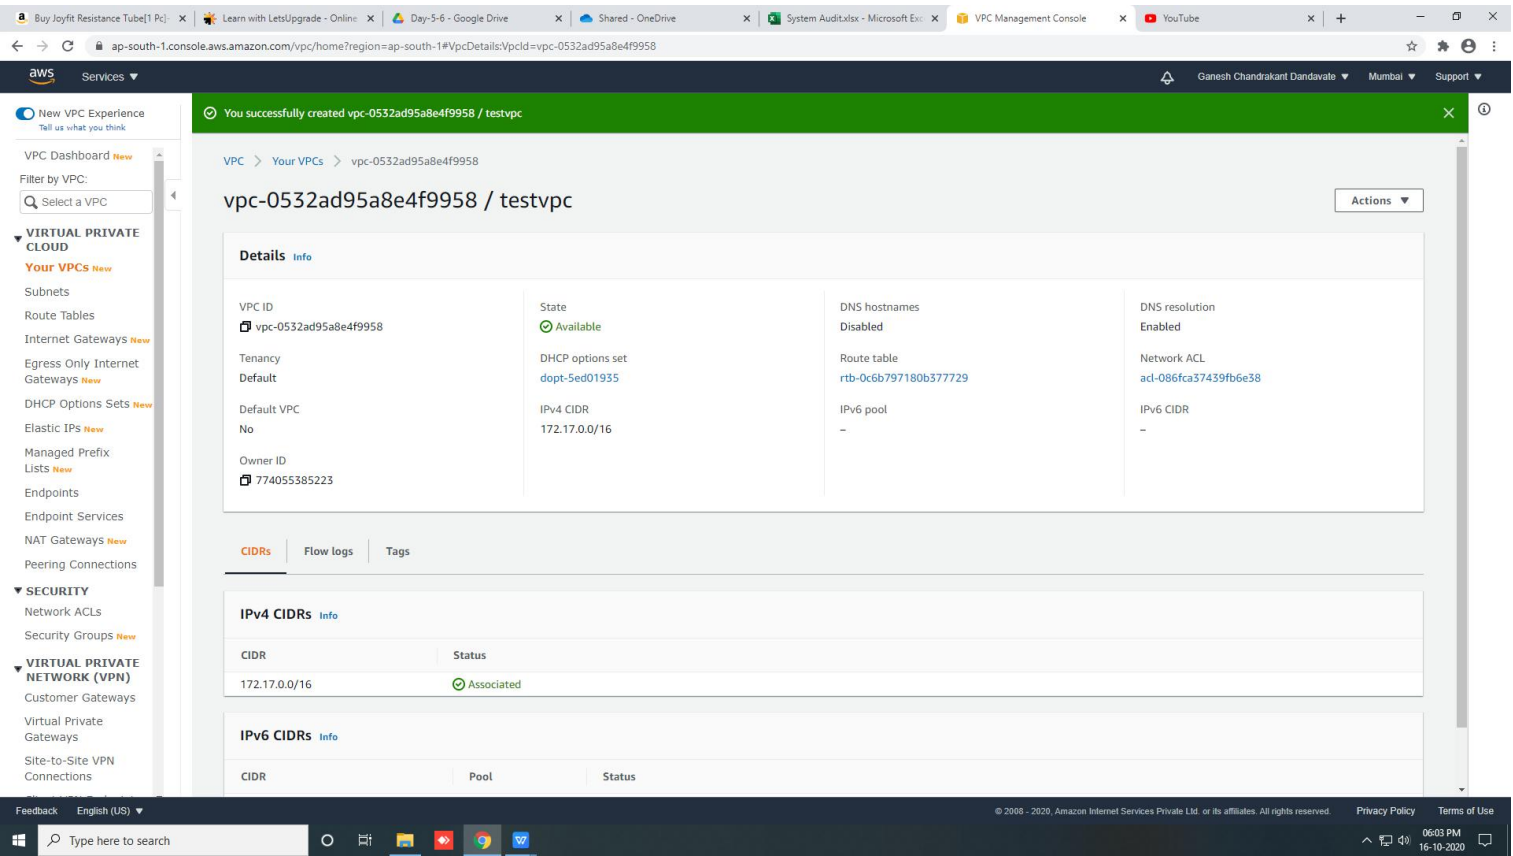 Buy Joyfit Resistance Tube[1 Pc]-
Learn with LetsUpgrade - Online
Day-5-6 - Google Drive
Shared - OneDrive
System Audit.xlsx - Microsoft Exc
VPC Management Console
YouTube
ap-south-1.console.aws.amazon.com/vpc/home?region=ap-south-1#VpcDetails:VpcId=vpc-0532ad95a8e4f9958
aws
Services
Ganesh Chandrakant Dandavate
Mumbai
Support
New VPC Experience
Tell us what you think
You successfully created vpc-0532ad95a8e4f9958 / testvpc
VPC Dashboard New
Filter by VPC:
Select a VPC
VIRTUAL PRIVATE
CLOUD
Your VPCs New
Subnets
Route Tables
Internet Gateways New
Egress Only Internet
Gateways New
DHCP Options Sets New
Elastic IPs New
Managed Prefix
Lists New
Endpoints
Endpoint Services
NAT Gateways New
Peering Connections
SECURITY
Network ACLs
Security Groups New
VIRTUAL PRIVATE
NETWORK (VPN)
Customer Gateways
Virtual Private
Gateways
Site-to-Site VPN
Connections
VPC > Your VPCs > vpc-0532ad95a8e4f9958
vpc-0532ad95a8e4f9958 / testvpc
Actions
Details Info
VPC ID
vpc-0532ad95a8e4f9958
State
Available
DNS hostnames
Disabled
DNS resolution
Enabled
Tenancy
Default
DHCP options set
dopt-5ed01935
Route table
rtb-0c6b797180b377729
Network ACL
acl-086fca37439fb6e38
Default VPC
No
IPv4 CIDR
172.17.0.0/16
IPv6 pool
–
IPv6 CIDR
–
Owner ID
774055385223
CIDRs
Flow logs
Tags
IPv4 CIDRs Info
CIDR Status
172.17.0.0/16 Associated
IPv6 CIDRs Info
CIDR Pool Status
Feedback
English (US)
© 2008 - 2020, Amazon Internet Services Private Ltd. or its affiliates. All rights reserved.
Privacy Policy
Terms of Use
Type here to search
06:03 PM
16-10-2020